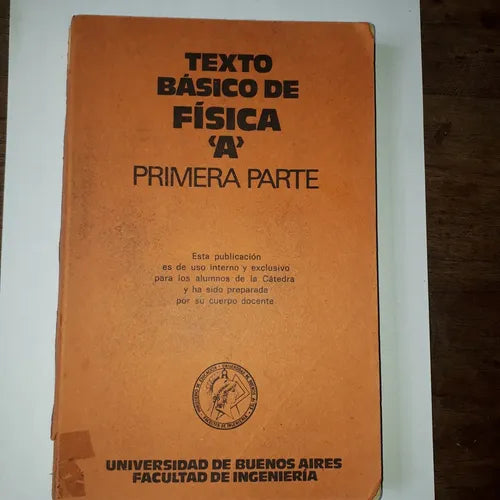 TEXTO
BÁSICO DE
FÍSICA
‹A›
PRIMERA PARTE
Esta publicación
es de uso interno y exclusivo
para los alumnos de la Cátedra
y ha sido preparada
por su cuerpo docente
UNIVERSIDAD DE BUENOS AIRES
FACULTAD DE INGENIERÍA